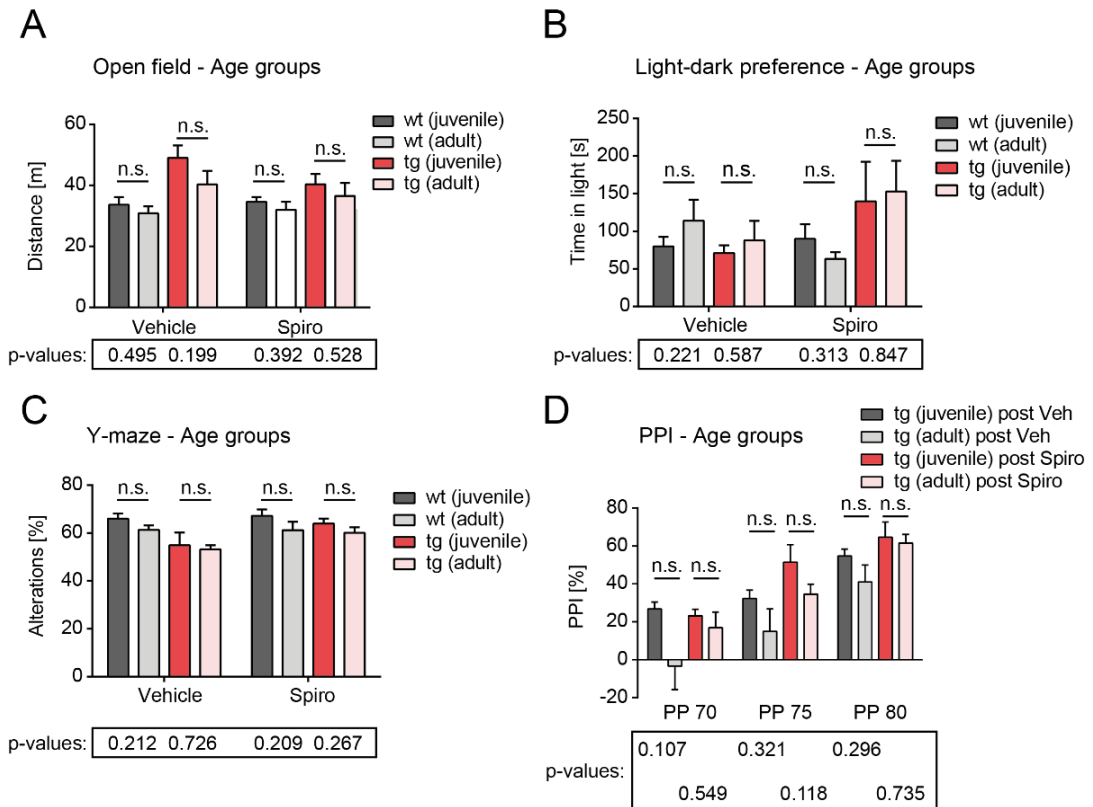 A
Open field - Age groups
n.s.
n.s.
n.s.
n.s.
wt (juvenile)
wt (adult)
tg (juvenile)
tg (adult)
Distance [m]
60
40
20
0
Vehicle Spiro
p-values: 0.495 0.199 0.392 0.528
B
Light-dark preference - Age groups
n.s.
n.s.
n.s.
n.s.
wt (juvenile)
wt (adult)
tg (juvenile)
tg (adult)
Time in light [s]
250
200
150
100
50
0
Vehicle Spiro
p-values: 0.221 0.587 0.313 0.847
C
Y-maze - Age groups
n.s. n.s. n.s. n.s.
wt (juvenile)
wt (adult)
tg (juvenile)
tg (adult)
Alterations [%]
80
60
40
20
0
Vehicle Spiro
p-values: 0.212 0.726 0.209 0.267
D
PPI - Age groups
tg (juvenile) post Veh
tg (adult) post Veh
tg (juvenile) post Spiro
tg (adult) post Spiro
n.s. n.s.
n.s. n.s.
n.s. n.s.
PPI [%]
80
60
40
20
0
-20
PP 70 PP 75 PP 80
p-values:
0.107 0.321 0.296
0.549 0.118 0.735